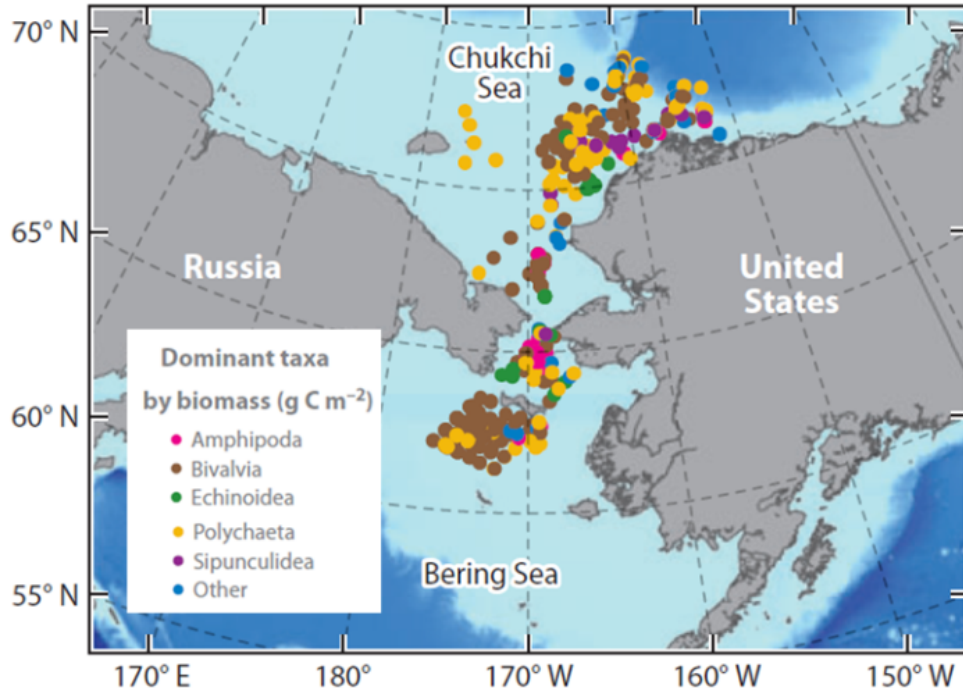 70° N
65° N
60° N
55° N
Chukchi
Sea
Russia
United
States
Bering Sea
Dominant taxa
by biomass (g C m⁻²)
Amphipoda
Bivalvia
Echinoidea
Polychaeta
Sipunculidea
Other
170° E
180°
170° W
160° W
150° W